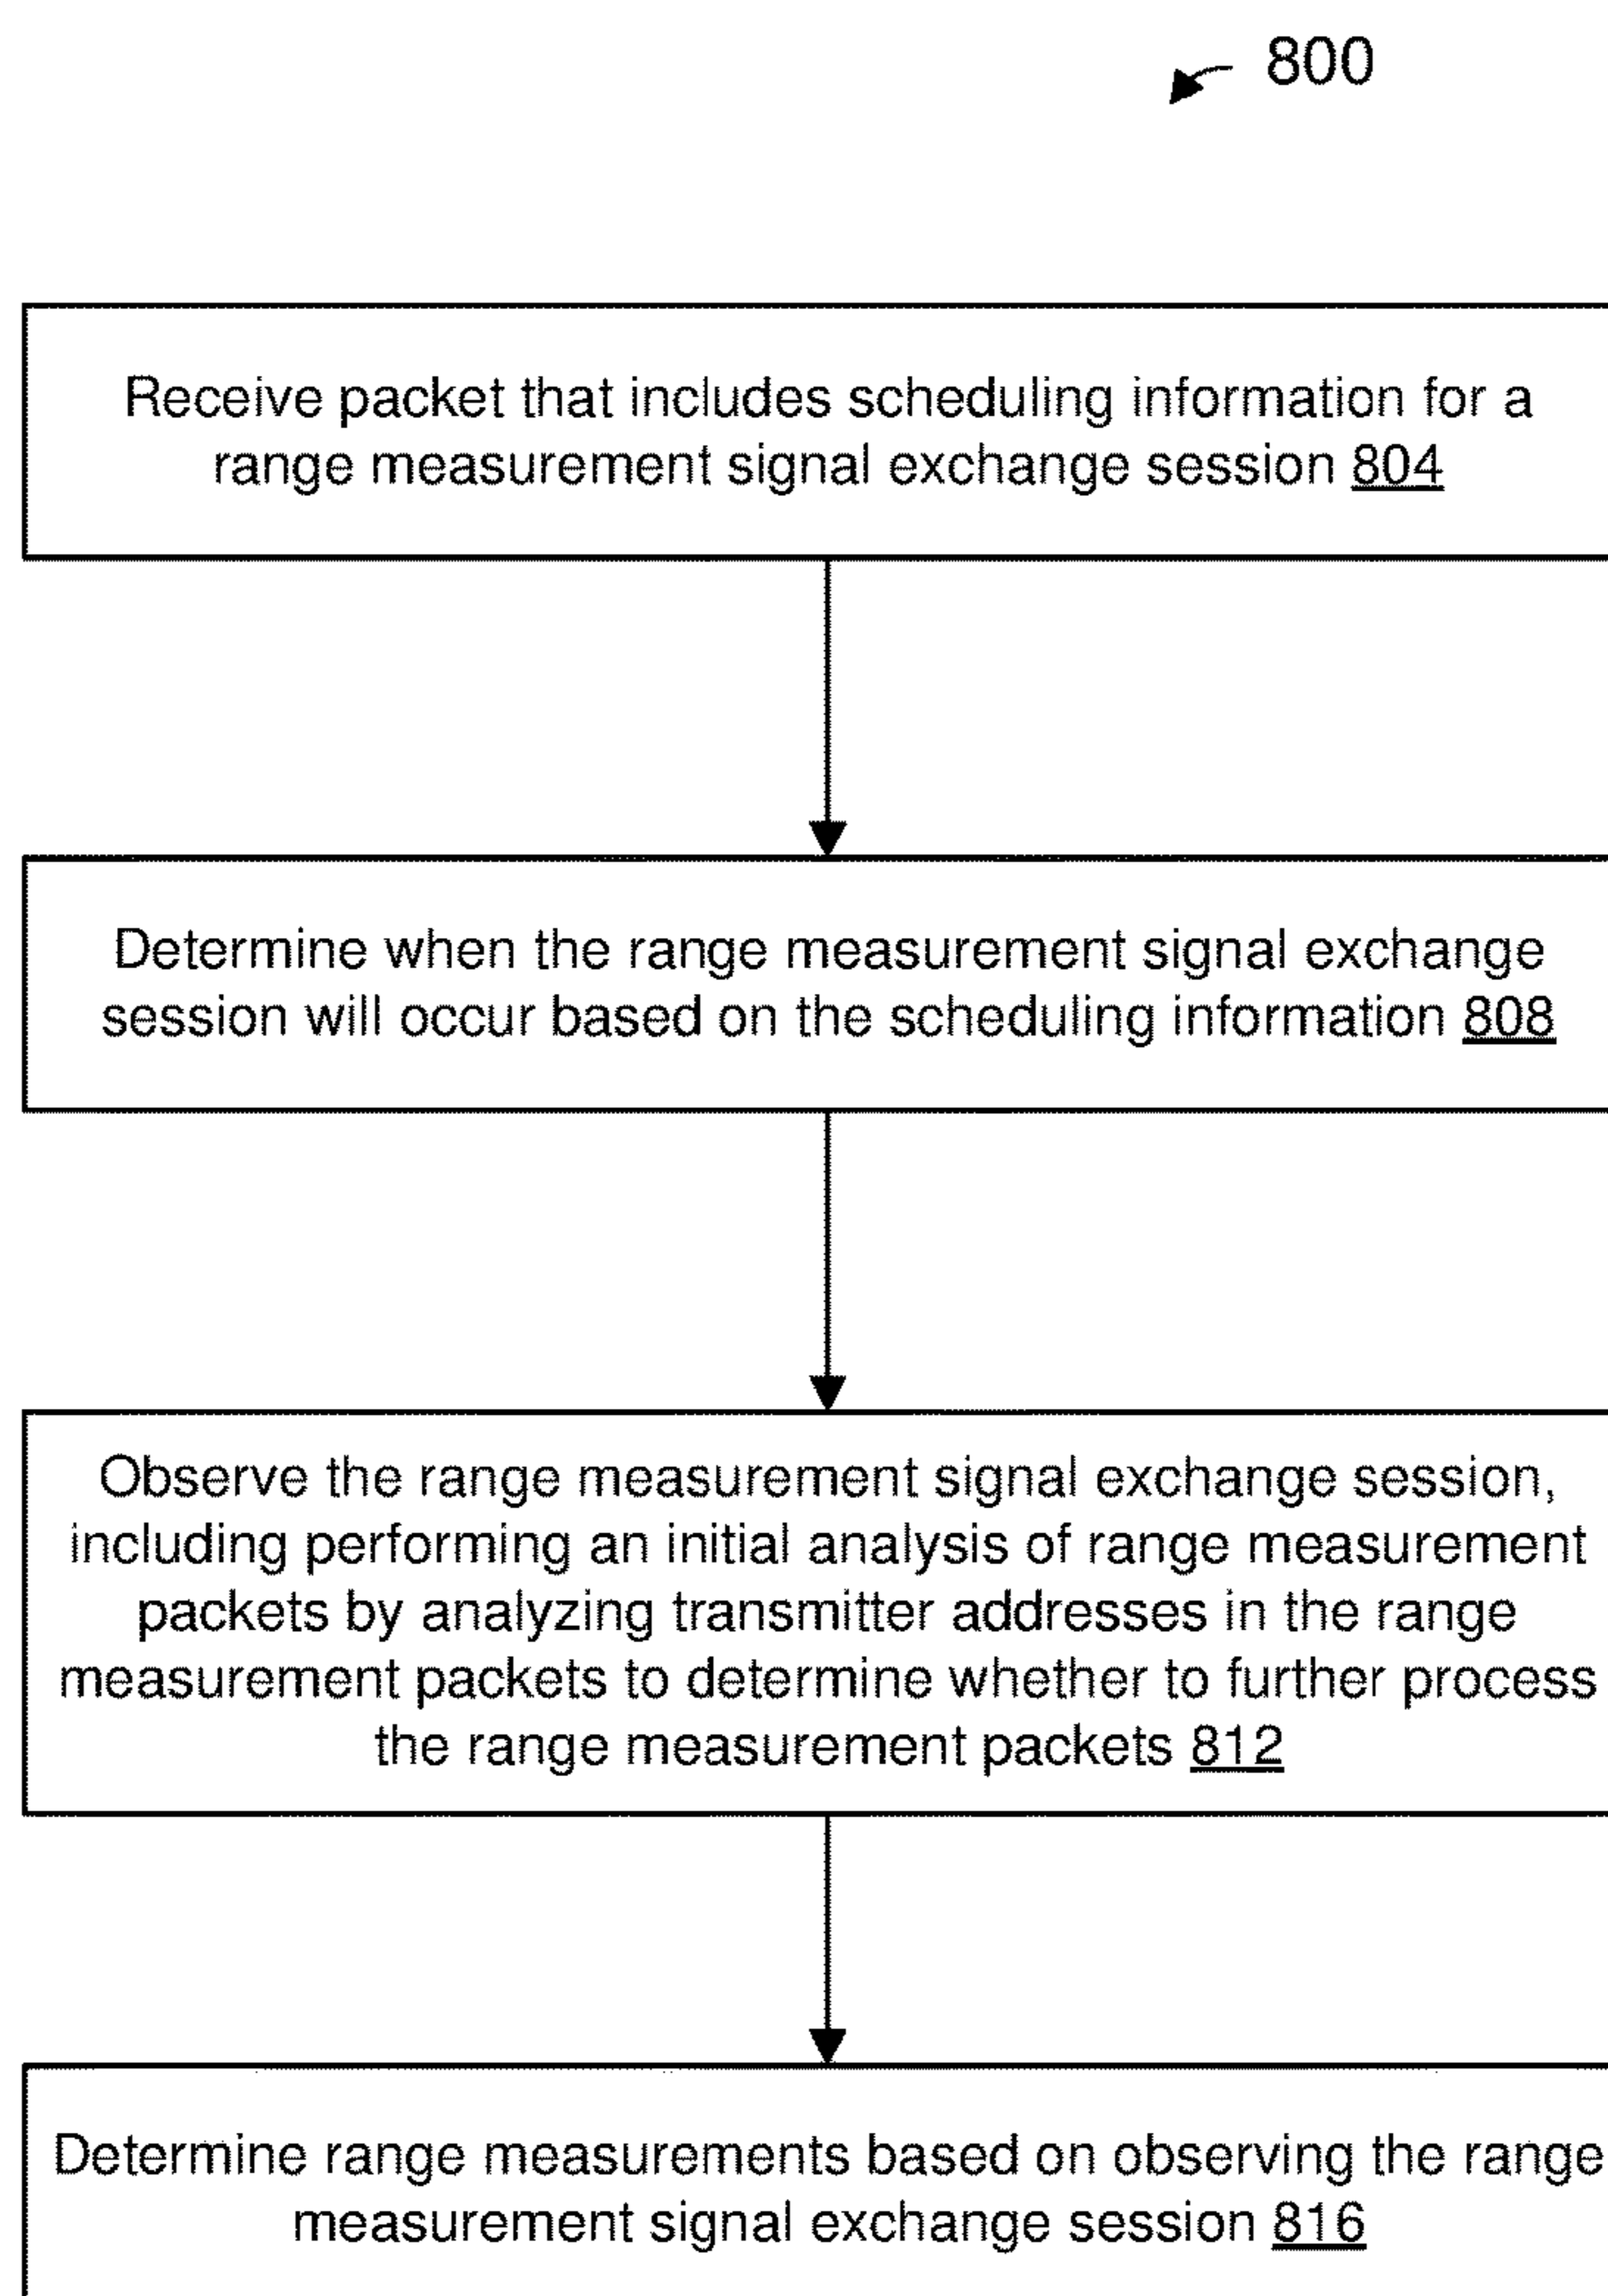 800
Receive packet that includes scheduling information for a
range measurement signal exchange session 804
Determine when the range measurement signal exchange
session will occur based on the scheduling information 808
Observe the range measurement signal exchange session,
including performing an initial analysis of range measurement
packets by analyzing transmitter addresses in the range
measurement packets to determine whether to further process
the range measurement packets 812
Determine range measurements based on observing the range
measurement signal exchange session 816